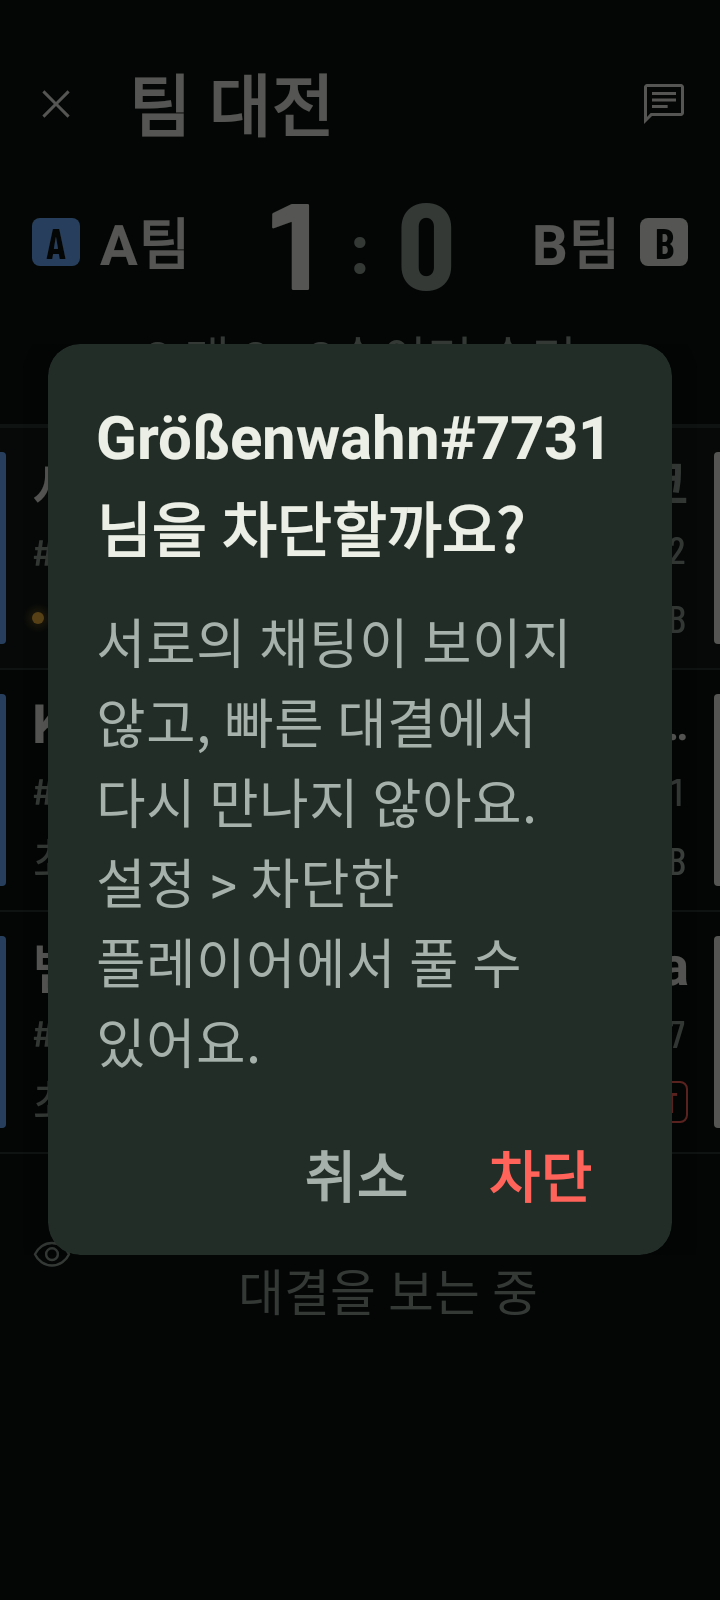 팀 대전
A A팀 1 : 0 B팀 B
Größenwahn#7731
님을 차단할까요?
서로의 채팅이 보이지
않고, 빠른 대결에서
다시 만나지 않아요.
설정 > 차단한
플레이어에서 풀 수
있어요.
취소 차단
대결을 보는 중